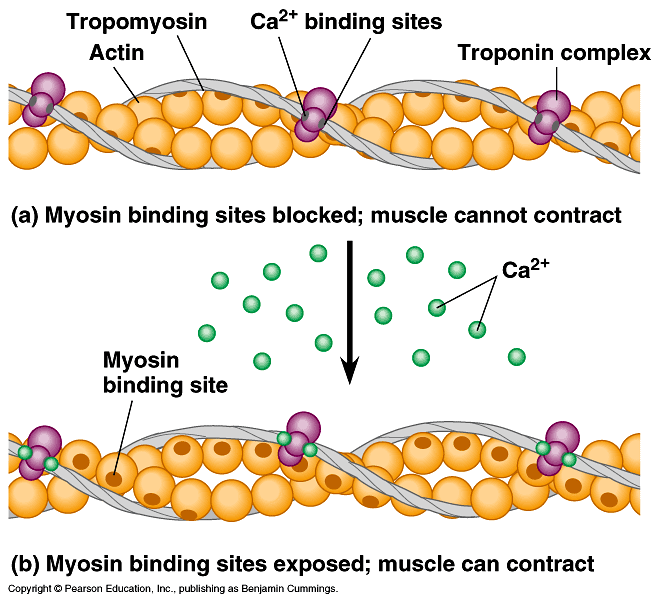 Tropomyosin
Ca2+ binding sites
Actin
Troponin complex
(a) Myosin binding sites blocked; muscle cannot contract
Ca2+
Myosin
binding site
(b) Myosin binding sites exposed; muscle can contract
Copyright © Pearson Education, Inc., publishing as Benjamin Cummings.